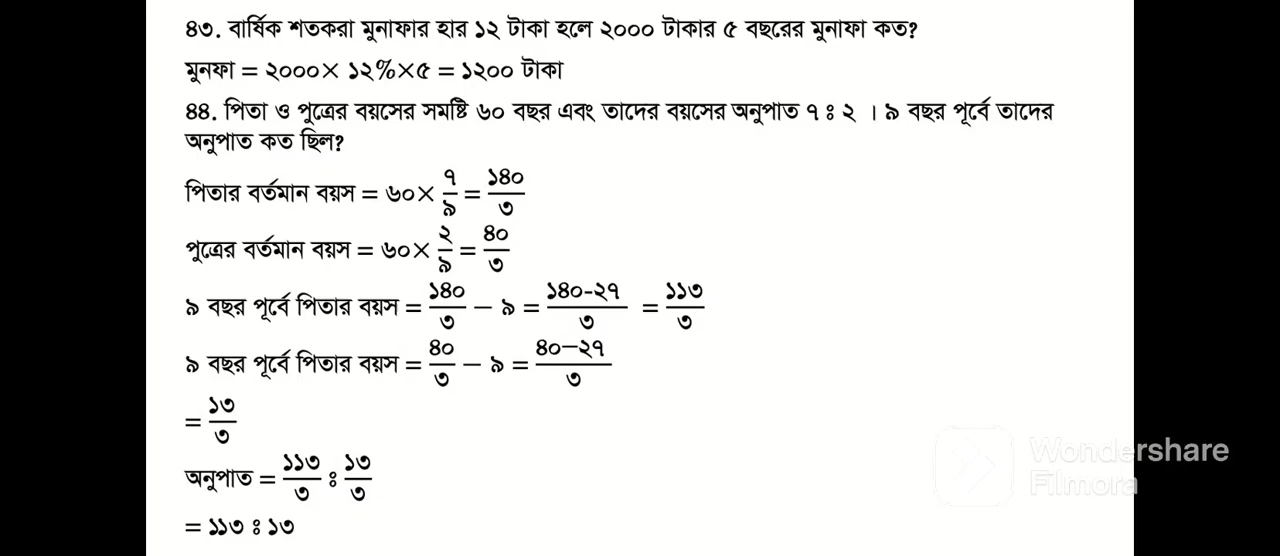 ৪৩. বার্ষিক শতকরা মুনাফার হার ১২ টাকা হলে ২০০০ টাকার ৫ বছরের মুনাফা কত?
মুনফা = ২০০০× ১২%×৫ = ১২০০ টাকা
৪৪. পিতা ও পুত্রের বয়সের সমষ্টি ৬০ বছর এবং তাদের বয়সের অনুপাত ৭ ঃ ২ । ৯ বছর পূর্বে তাদের
অনুপাত কত ছিল?
পিতার বর্তমান বয়স = ৬০× ৭/৯ = ১৪০/৩
পুত্রের বর্তমান বয়স = ৬০× ২/৯ = ৪০/৩
৯ বছর পূর্বে পিতার বয়স = ১৪০/৩ − ৯ = ১৪০-২৭/৩ = ১১৩/৩
৯ বছর পূর্বে পিতার বয়স = ৪০/৩ − ৯ = ৪০−২৭/৩
= ১৩/৩
অনুপাত = ১১৩/৩ ঃ ১৩/৩
= ১১৩ ঃ ১৩
Wondershare
Filmora